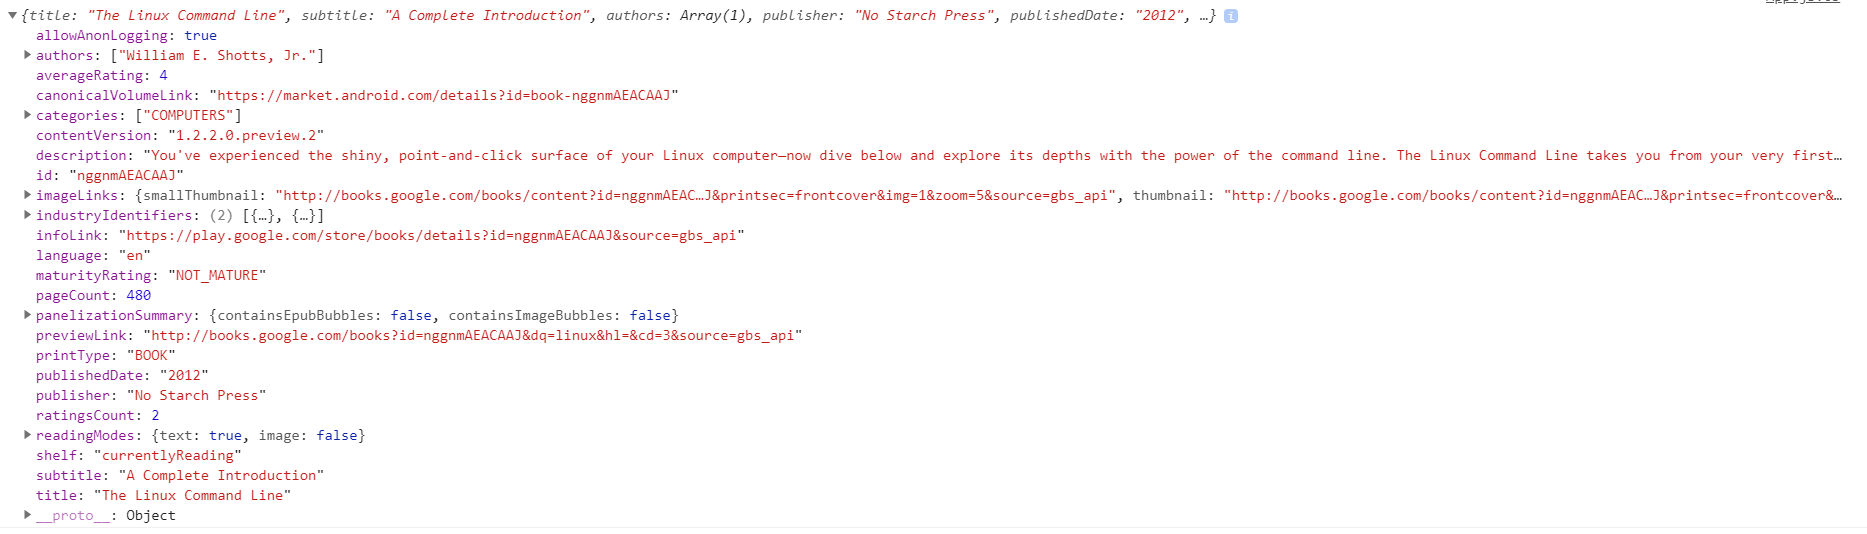 {title: "The Linux Command Line", subtitle: "A Complete Introduction", authors: Array(1), publisher: "No Starch Press", publishedDate: "2012", …} i
allowAnonLogging: true
authors: ["William E. Shotts, Jr."]
averageRating: 4
canonicalVolumeLink: "https://market.android.com/details?id=book-nggnmAEACAAJ"
categories: ["COMPUTERS"]
contentVersion: "1.2.2.0.preview.2"
description: "You've experienced the shiny, point-and-click surface of your Linux computer—now dive below and explore its depths with the power of the command line. The Linux Command Line takes you from your very first…
id: "nggnmAEACAAJ"
imageLinks: {smallThumbnail: "http://books.google.com/books/content?id=nggnmAEAC…J&printsec=frontcover&img=1&zoom=5&source=gbs_api", thumbnail: "http://books.google.com/books/content?id=nggnmAEAC…J&printsec=frontcover&…
industryIdentifiers: (2) [{…}, {…}]
infoLink: "https://play.google.com/store/books/details?id=nggnmAEACAAJ&source=gbs_api"
language: "en"
maturityRating: "NOT_MATURE"
pageCount: 480
panelizationSummary: {containsEpubBubbles: false, containsImageBubbles: false}
previewLink: "http://books.google.com/books?id=nggnmAEACAAJ&dq=linux&hl=&cd=3&source=gbs_api"
printType: "BOOK"
publishedDate: "2012"
publisher: "No Starch Press"
ratingsCount: 2
readingModes: {text: true, image: false}
shelf: "currentlyReading"
subtitle: "A Complete Introduction"
title: "The Linux Command Line"
__proto__: Object